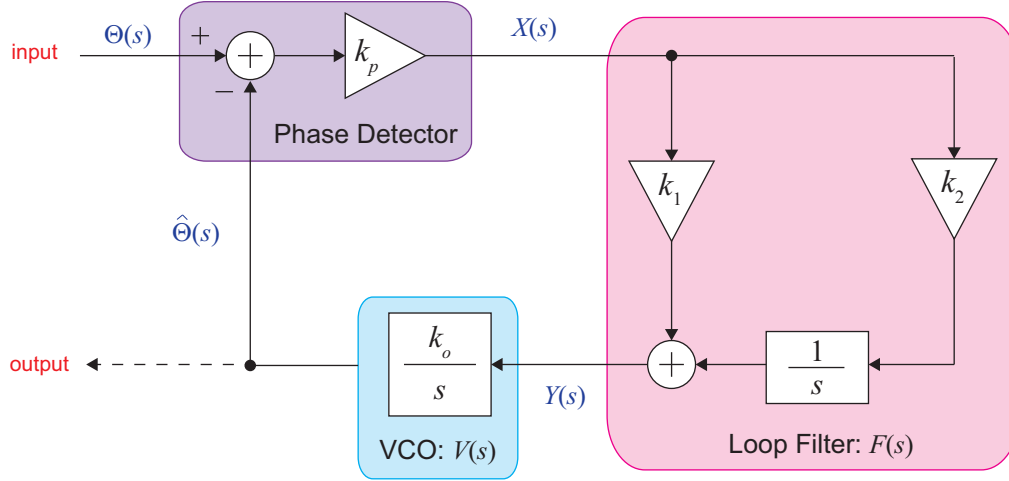 input
Θ(s)
+
−
+
k_p
Phase Detector
X(s)
k_1
k_2
Θ̂(s)
output
k_o
s
VCO: V(s)
Y(s)
+
1
s
Loop Filter: F(s)